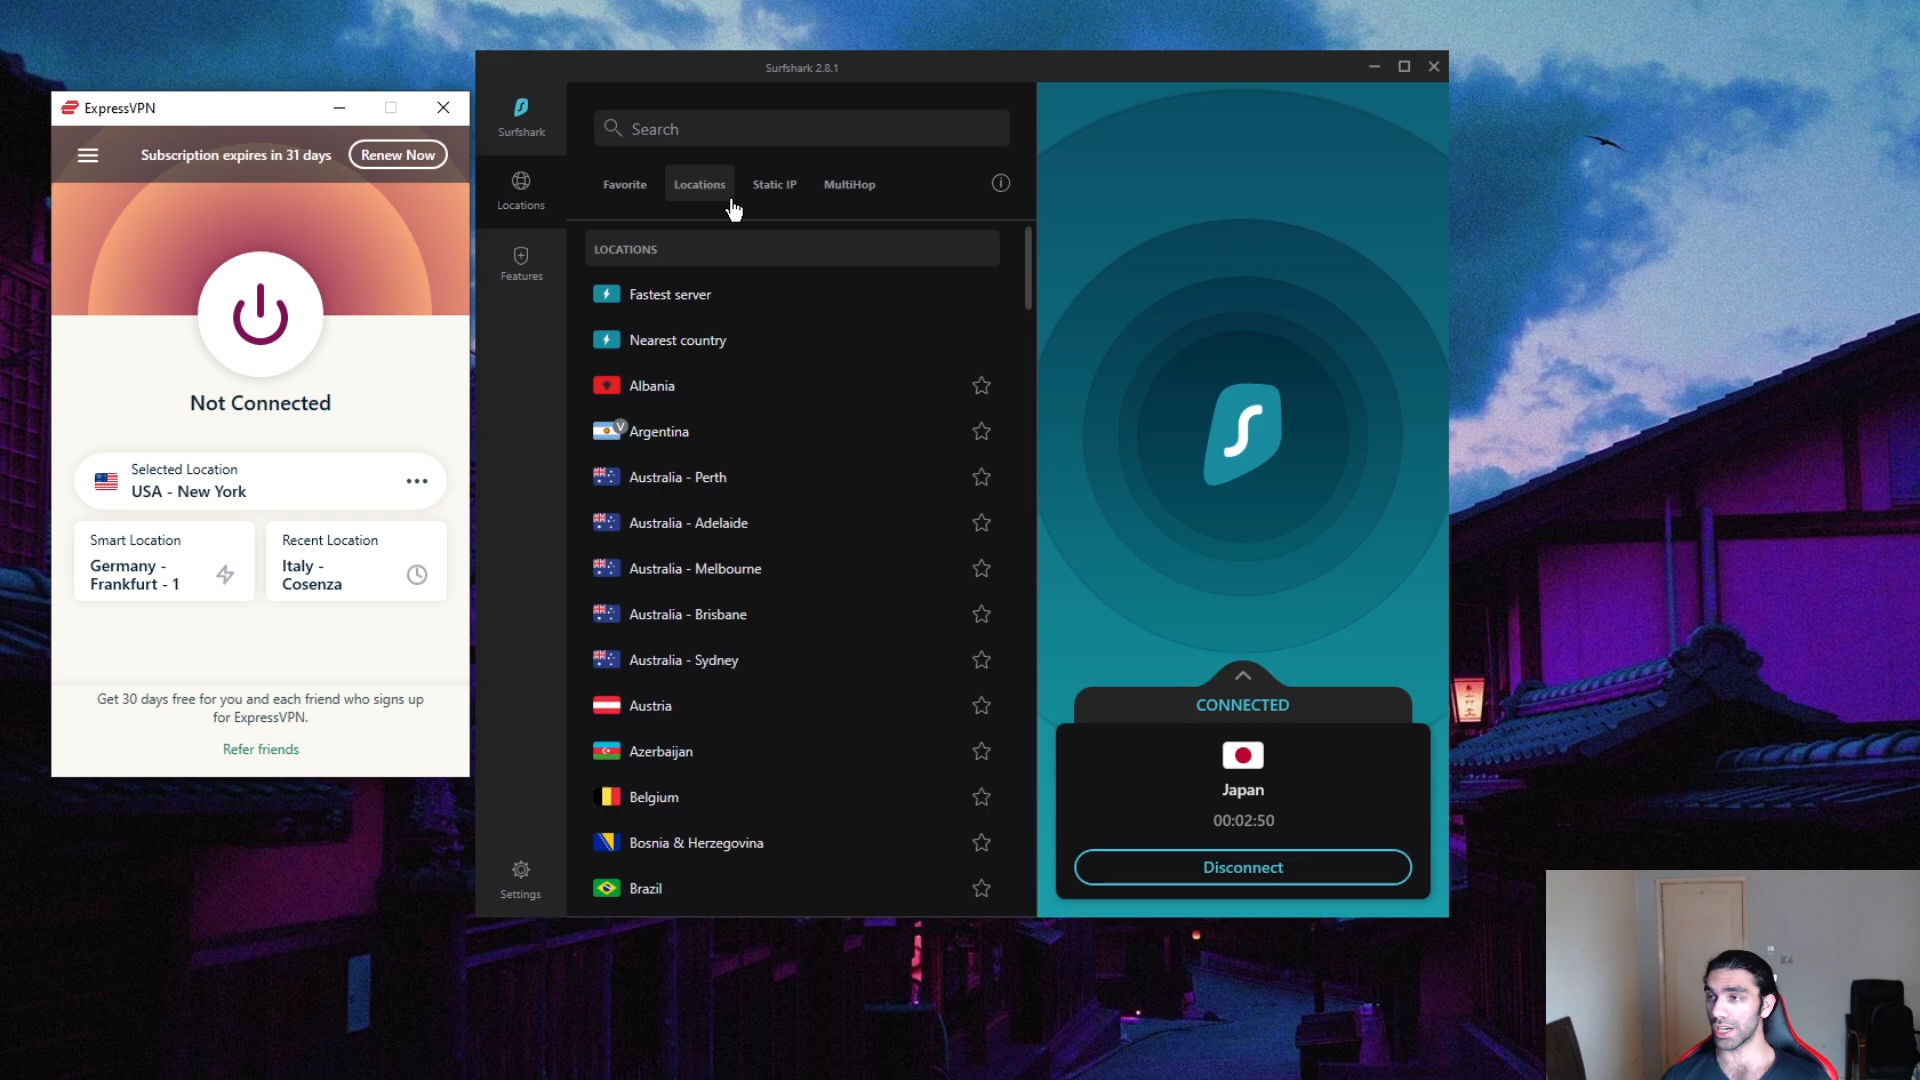 ExpressVPN
Subscription expires in 31 days
Renew Now
Not Connected
Selected Location
USA - New York
Smart Location
Germany -
Frankfurt - 1
Recent Location
Italy -
Cosenza
Get 30 days free for you and each friend who signs up
for ExpressVPN.
Refer friends
Surfshark 2.8.1
Surfshark
Locations
Features
Settings
Search
Favorite
Locations
Static IP
MultiHop
LOCATIONS
Fastest server
Nearest country
Albania
V
Argentina
Australia - Perth
Australia - Adelaide
Australia - Melbourne
Australia - Brisbane
Australia - Sydney
Austria
Azerbaijan
Belgium
Bosnia & Herzegovina
Brazil
CONNECTED
Japan
00:02:50
Disconnect